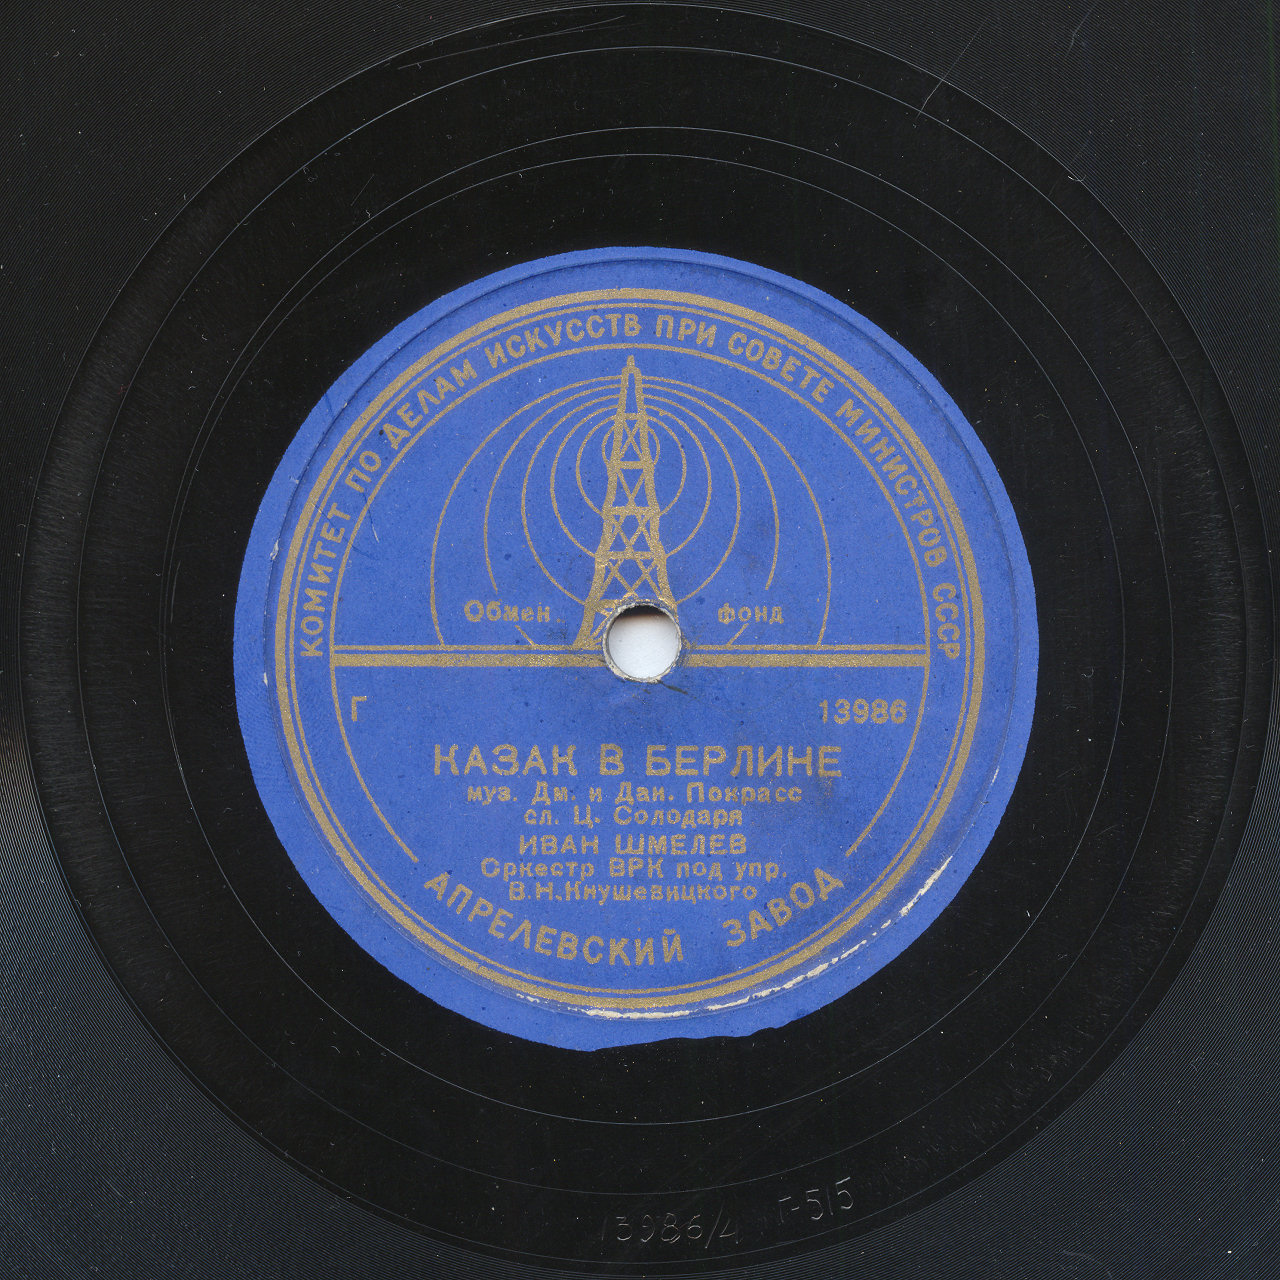 КОМИТЕТ ПО ДЕЛАМ ИСКУССТВ ПРИ СОВЕТЕ МИНИСТРОВ СССР
Обмен. фонд
Г 13986
КАЗАК В БЕРЛИНЕ
муз. Дм. и Дан. Покрасс
сл. Ц. Солодаря
ИВАН ШМЕЛЕВ
Оркестр ВРК под упр.
В.Н.Кнушевицкого
АПРЕЛЕВСКИЙ ЗАВОД
13986/4 Г-515